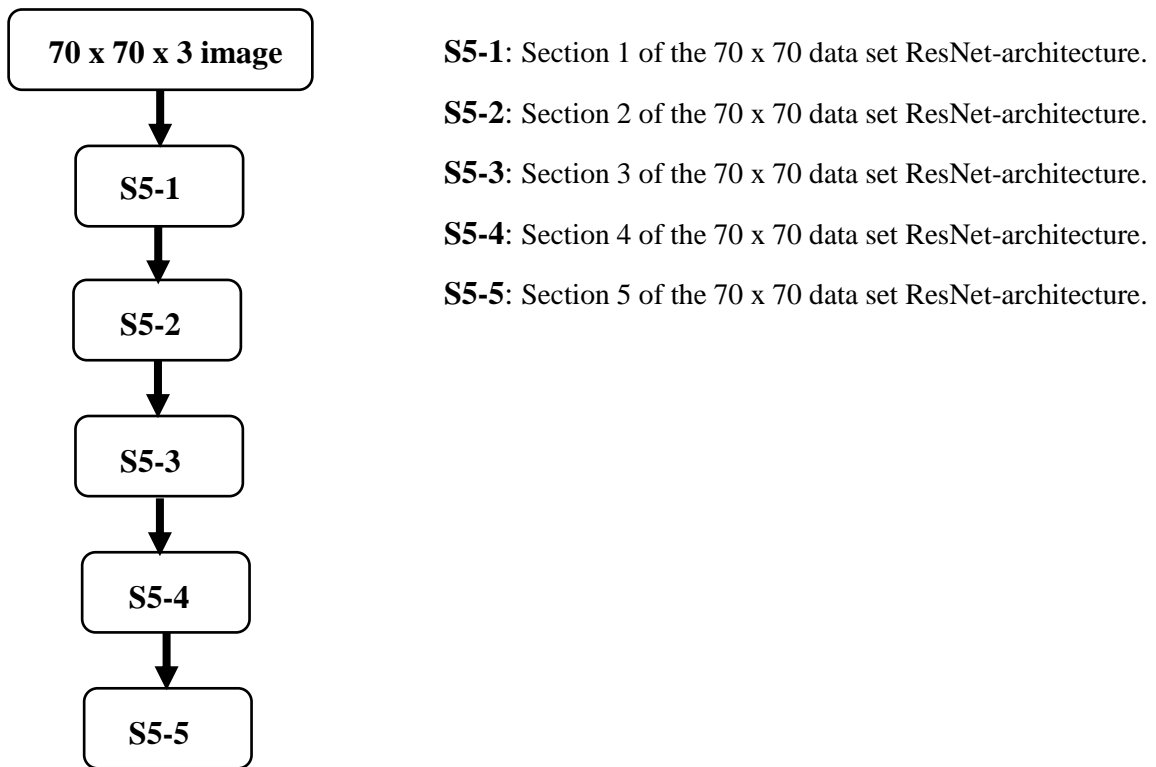 70 x 70 x 3 image
S5-1
S5-2
S5-3
S5-4
S5-5
S5-1: Section 1 of the 70 x 70 data set ResNet-architecture.
S5-2: Section 2 of the 70 x 70 data set ResNet-architecture.
S5-3: Section 3 of the 70 x 70 data set ResNet-architecture.
S5-4: Section 4 of the 70 x 70 data set ResNet-architecture.
S5-5: Section 5 of the 70 x 70 data set ResNet-architecture.